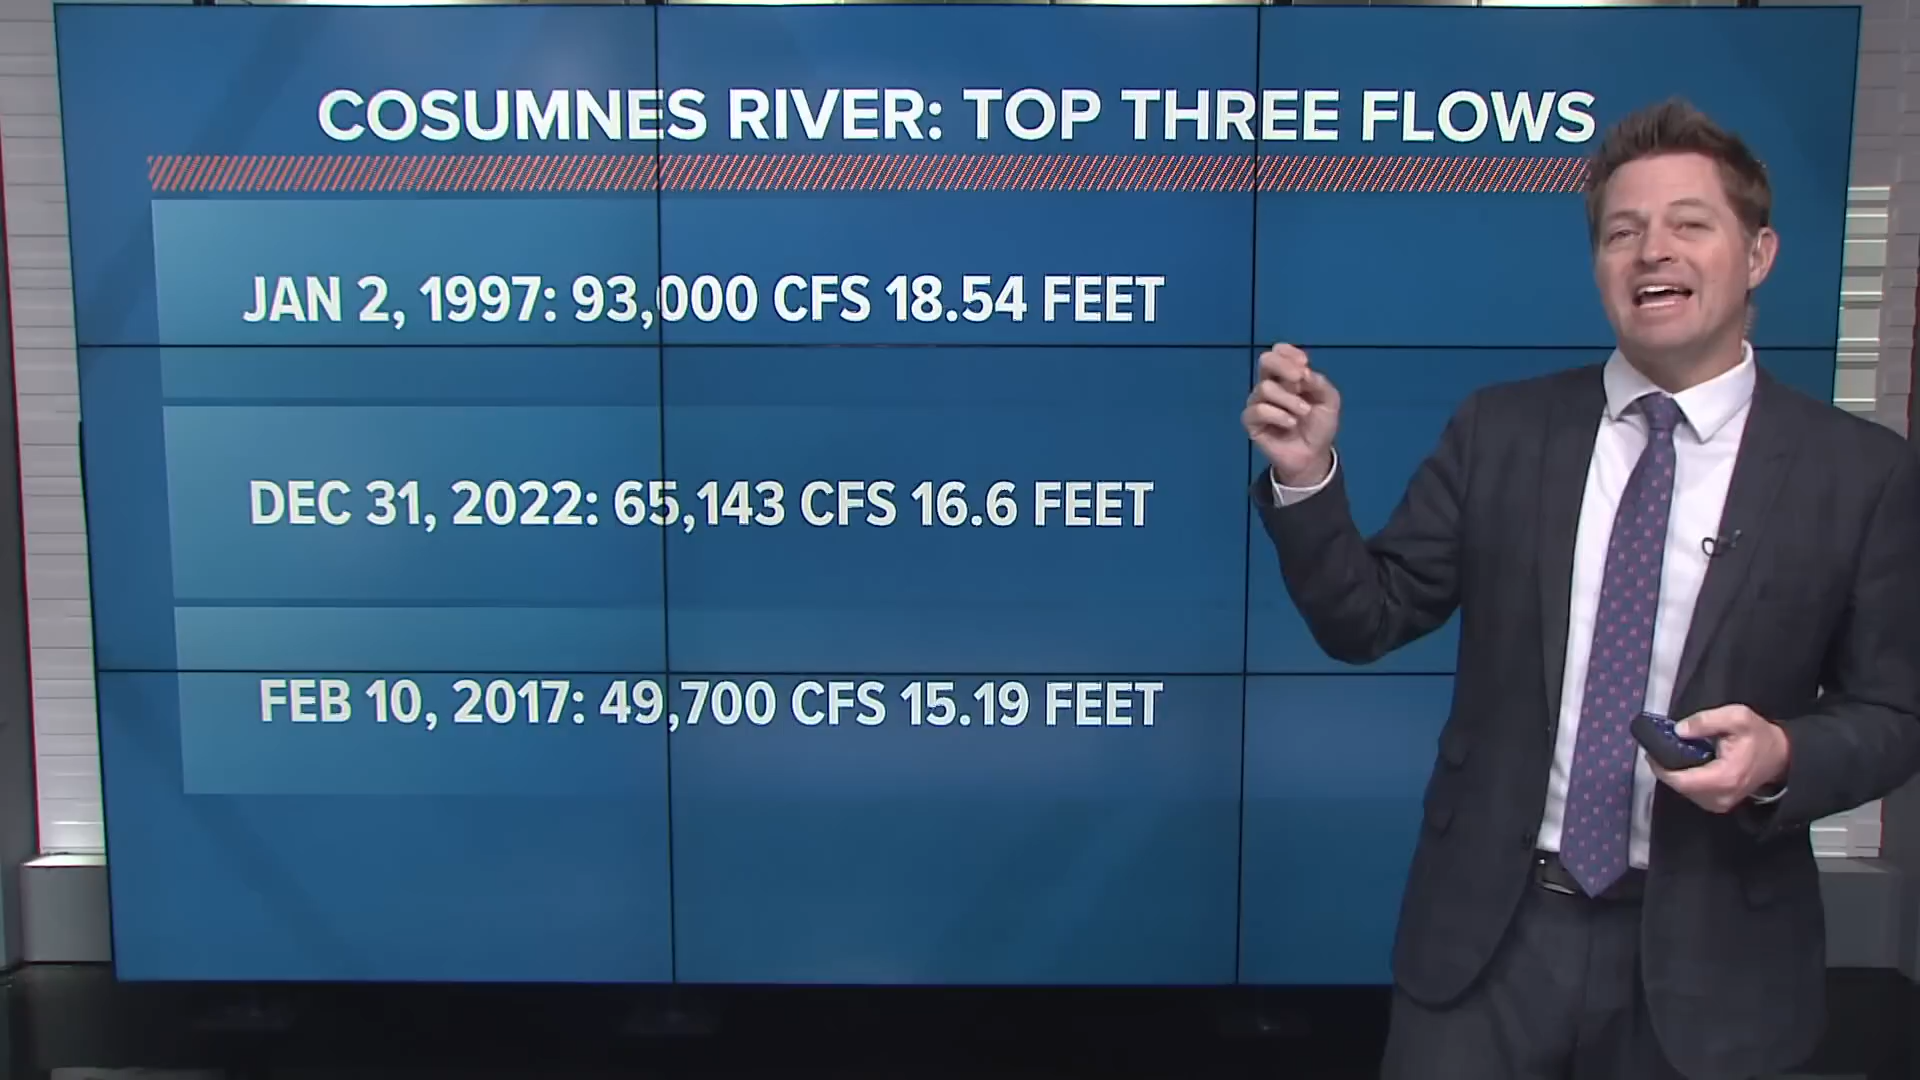 COSUMNES RIVER: TOP THREE FLOWS
JAN 2, 1997: 93,000 CFS 18.54 FEET
DEC 31, 2022: 65,143 CFS 16.6 FEET
FEB 10, 2017: 49,700 CFS 15.19 FEET